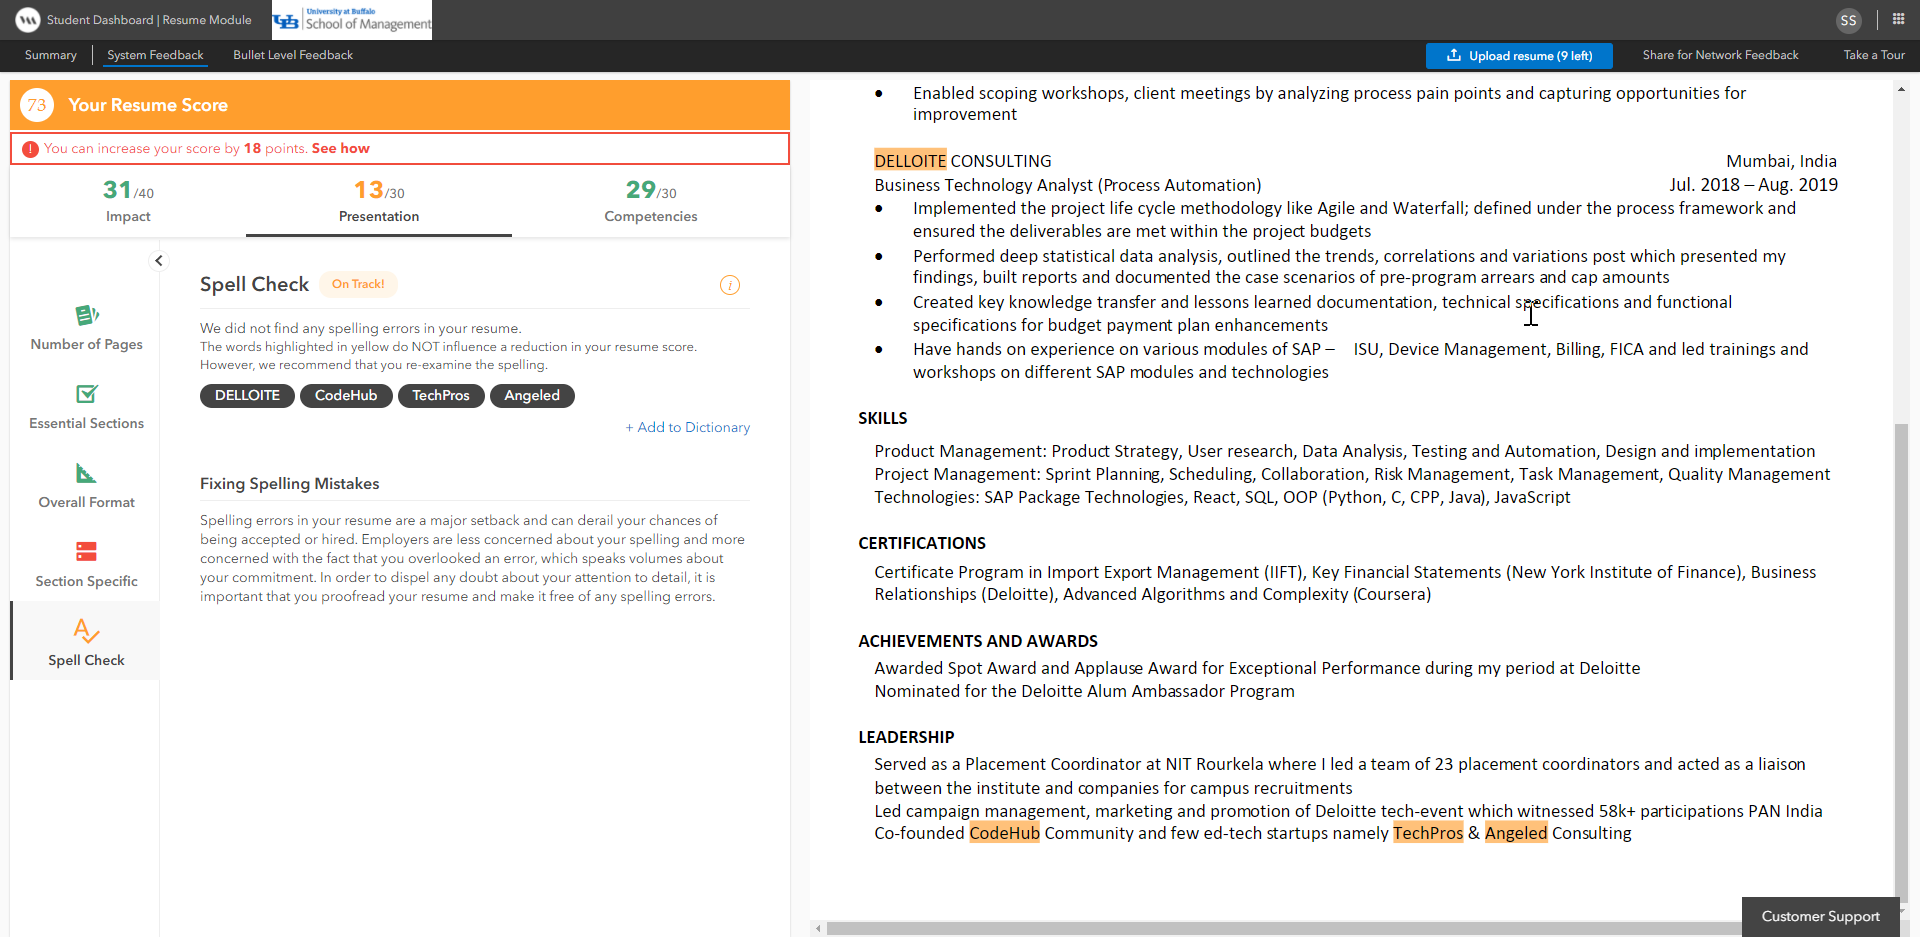 Student Dashboard | Resume Module
University at Buffalo
UB School of Management
SS
Summary
System Feedback
Bullet Level Feedback
Upload resume (9 left)
Share for Network Feedback
Take a Tour
73 Your Resume Score
! You can increase your score by 18 points. See how
31/40
Impact
13/30
Presentation
29/30
Competencies
Number of Pages
Essential Sections
Overall Format
Section Specific
Spell Check
Spell Check On Track! i
We did not find any spelling errors in your resume.
The words highlighted in yellow do NOT influence a reduction in your resume score.
However, we recommend that you re-examine the spelling.
DELLOITE CodeHub TechPros Angeled
+ Add to Dictionary
Fixing Spelling Mistakes
Spelling errors in your resume are a major setback and can derail your chances of
being accepted or hired. Employers are less concerned about your spelling and more
concerned with the fact that you overlooked an error, which speaks volumes about
your commitment. In order to dispel any doubt about your attention to detail, it is
important that you proofread your resume and make it free of any spelling errors.
• Enabled scoping workshops, client meetings by analyzing process pain points and capturing opportunities for
improvement
DELLOITE CONSULTING Mumbai, India
Business Technology Analyst (Process Automation) Jul. 2018 – Aug. 2019
• Implemented the project life cycle methodology like Agile and Waterfall; defined under the process framework and
ensured the deliverables are met within the project budgets
• Performed deep statistical data analysis, outlined the trends, correlations and variations post which presented my
findings, built reports and documented the case scenarios of pre-program arrears and cap amounts
• Created key knowledge transfer and lessons learned documentation, technical specifications and functional
specifications for budget payment plan enhancements
• Have hands on experience on various modules of SAP – ISU, Device Management, Billing, FICA and led trainings and
workshops on different SAP modules and technologies
SKILLS
Product Management: Product Strategy, User research, Data Analysis, Testing and Automation, Design and implementation
Project Management: Sprint Planning, Scheduling, Collaboration, Risk Management, Task Management, Quality Management
Technologies: SAP Package Technologies, React, SQL, OOP (Python, C, CPP, Java), JavaScript
CERTIFICATIONS
Certificate Program in Import Export Management (IIFT), Key Financial Statements (New York Institute of Finance), Business
Relationships (Deloitte), Advanced Algorithms and Complexity (Coursera)
ACHIEVEMENTS AND AWARDS
Awarded Spot Award and Applause Award for Exceptional Performance during my period at Deloitte
Nominated for the Deloitte Alum Ambassador Program
LEADERSHIP
Served as a Placement Coordinator at NIT Rourkela where I led a team of 23 placement coordinators and acted as a liaison
between the institute and companies for campus recruitments
Led campaign management, marketing and promotion of Deloitte tech-event which witnessed 58k+ participations PAN India
Co-founded CodeHub Community and few ed-tech startups namely TechPros & Angeled Consulting
Customer Support